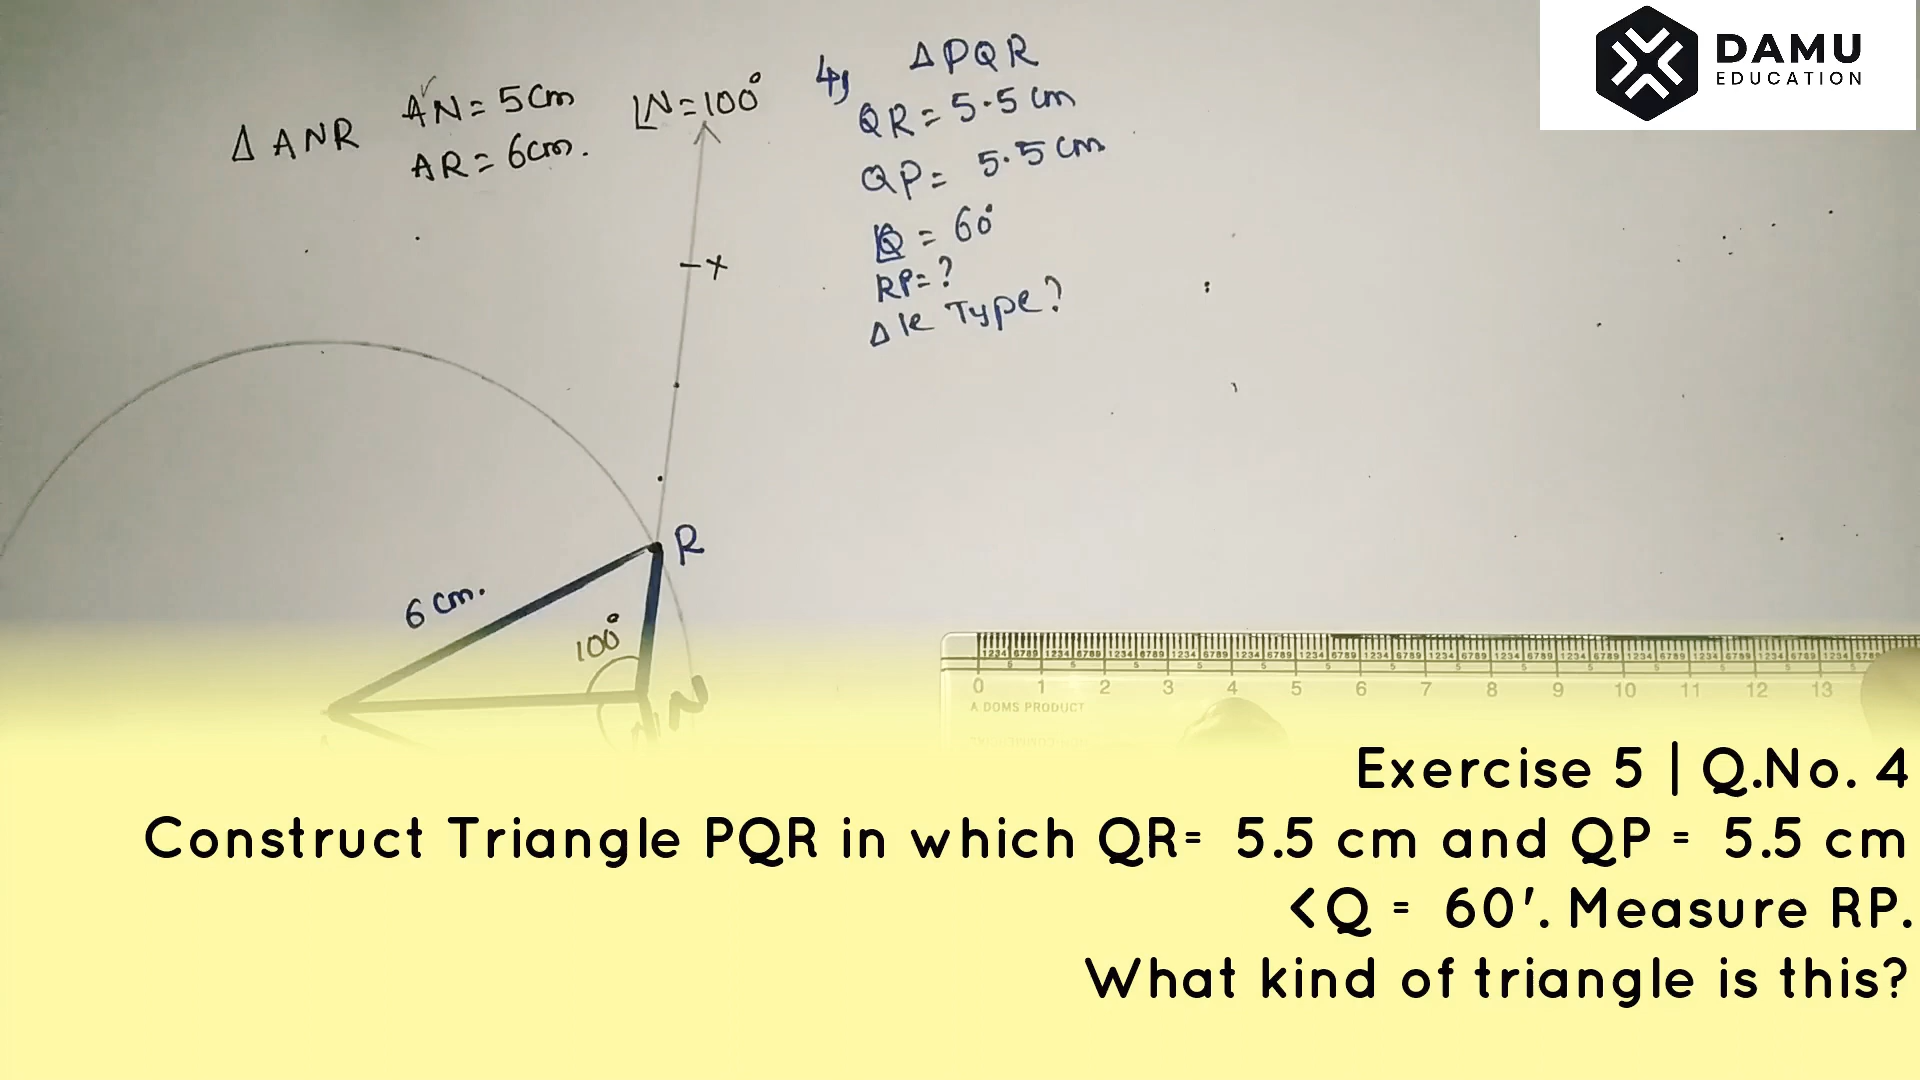 DAMU
EDUCATION
Δ ANR
AN = 5cm
AR = 6cm.
∠N = 100°
4)
Δ PQR
QR = 5.5 cm
QP = 5.5 cm
∠Q = 60°
RP = ?
Δle Type?
R
6 cm.
100°
N
0 1 2 3 4 5 6 7 8 9 10 11 12 13
A DOMS PRODUCT
Exercise 5 | Q.No. 4
Construct Triangle PQR in which QR= 5.5 cm and QP = 5.5 cm
<Q = 60'. Measure RP.
What kind of triangle is this?